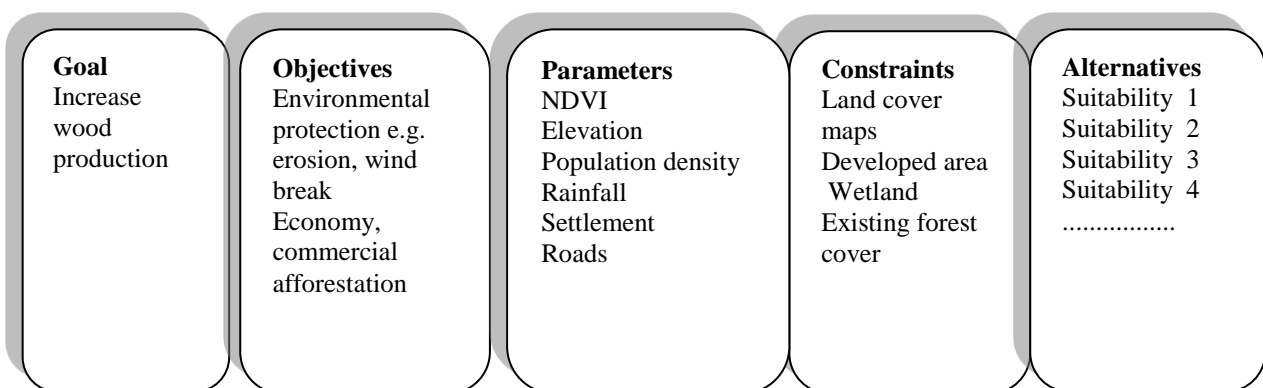 Goal
Increase
wood
production
Objectives
Environmental
protection e.g.
erosion, wind
break
Economy,
commercial
afforestation
Parameters
NDVI
Elevation
Population density
Rainfall
Settlement
Roads
Constraints
Land cover
maps
Developed area
Wetland
Existing forest
cover
Alternatives
Suitability 1
Suitability 2
Suitability 3
Suitability 4
.................